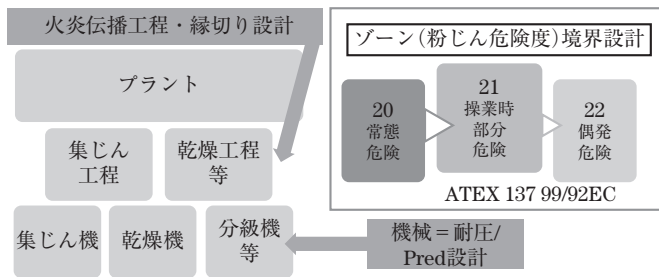 火炎伝播工程・縁切り設計
プラント
集じん
工程
乾燥工程
等
集じん機
乾燥機
分級機
等
機械＝耐圧/
Pred設計
ゾーン（粉じん危険度）境界設計
20
常態
危険
21
操業時
部分
危険
22
偶発
危険
ATEX 137 99/92EC